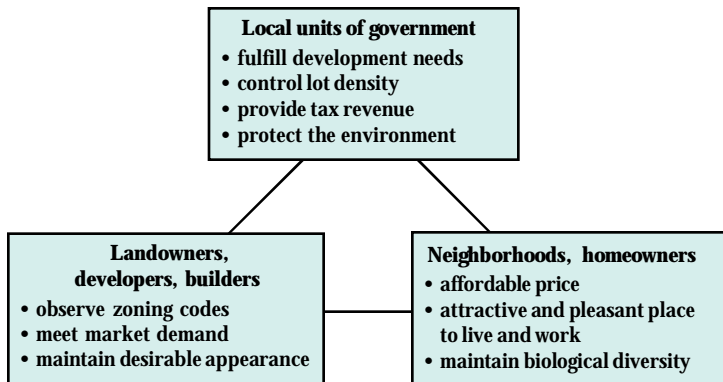 Local units of government
• fulfill development needs
• control lot density
• provide tax revenue
• protect the environment
Landowners,
developers, builders
• observe zoning codes
• meet market demand
• maintain desirable appearance
Neighborhoods, homeowners
• affordable price
• attractive and pleasant place
to live and work
• maintain biological diversity